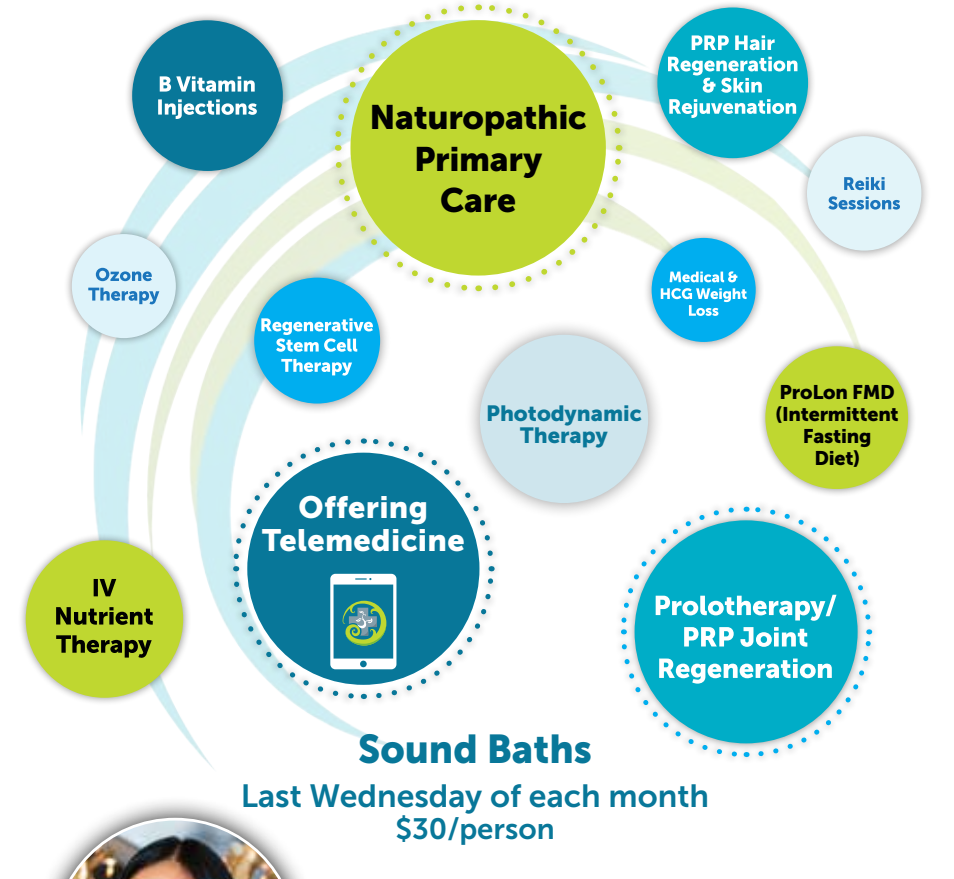 B Vitamin
Injections
Naturopathic
Primary
Care
PRP Hair
Regeneration
& Skin
Rejuvenation
Reiki
Sessions
Ozone
Therapy
Regenerative
Stem Cell
Therapy
Medical &
HCG Weight
Loss
Photodynamic
Therapy
ProLon FMD
(Intermittent
Fasting
Diet)
Offering
Telemedicine
IV
Nutrient
Therapy
Prolotherapy/
PRP Joint
Regeneration
Sound Baths
Last Wednesday of each month
$30/person